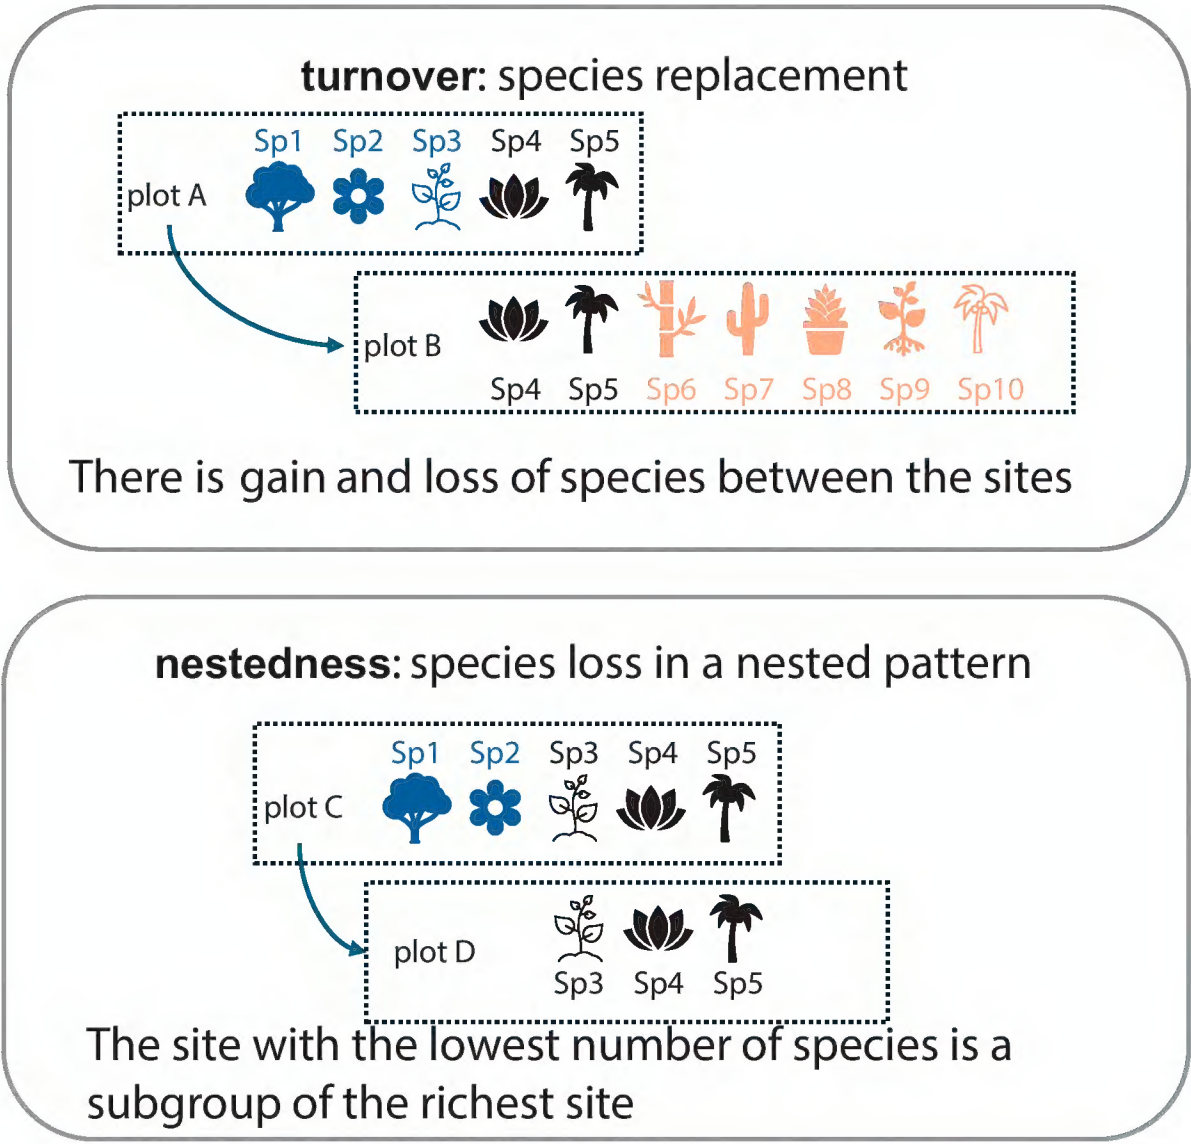 turnover: species replacement
Sp1 Sp2 Sp3 Sp4 Sp5
plot A
plot B
Sp4 Sp5 Sp6 Sp7 Sp8 Sp9 Sp10
There is gain and loss of species between the sites
nestedness: species loss in a nested pattern
Sp1 Sp2 Sp3 Sp4 Sp5
plot C
plot D
Sp3 Sp4 Sp5
The site with the lowest number of species is a
subgroup of the richest site